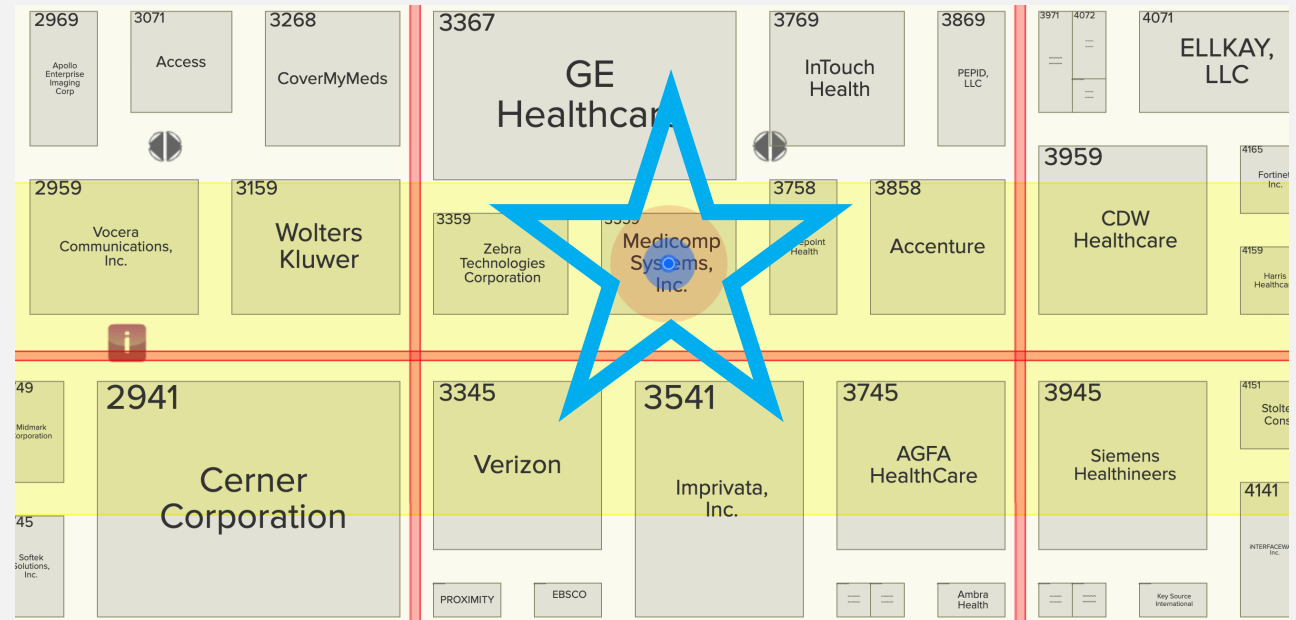 2969
Apollo
Enterprise
Imaging
Corp
3071
Access
3268
CoverMyMeds
3367
GE
Healthcare
3769
InTouch
Health
3869
PEPID,
LLC
3971
4072
4071
ELLKAY,
LLC
2959
Vocera
Communications,
Inc.
3159
Wolters
Kluwer
3359
Zebra
Technologies
Corporation
Medicomp
Systems,
Inc.
3758
epoint
Health
3858
Accenture
3959
CDW
Healthcare
4165
Fortinet
Inc.
4159
Harris
Healthca
i
49
Midmark
orporation
2941
Cerner
Corporation
3345
Verizon
3541
Imprivata,
Inc.
3745
AGFA
HealthCare
3945
Siemens
Healthineers
4151
Stolte
Cons
45
Softek
Solutions,
Inc.
PROXIMITY
EBSCO
Ambra
Health
Key Source
International
4141
INTERFACEWA
Inc.